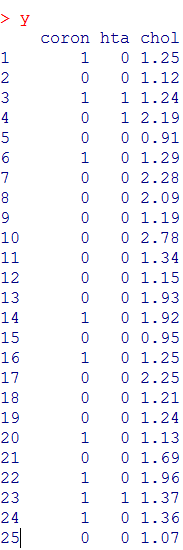 > y
   coron hta chol
1      1   0 1.25
2      0   0 1.12
3      1   1 1.24
4      0   1 2.19
5      0   0 0.91
6      1   0 1.29
7      0   0 2.28
8      0   0 2.09
9      0   0 1.19
10     0   0 2.78
11     0   0 1.34
12     0   0 1.15
13     0   0 1.93
14     1   0 1.92
15     0   0 0.95
16     1   0 1.25
17     0   0 2.25
18     0   0 1.21
19     0   0 1.24
20     1   0 1.13
21     0   0 1.69
22     1   0 1.96
23     1   1 1.37
24     1   0 1.36
25     0   0 1.07